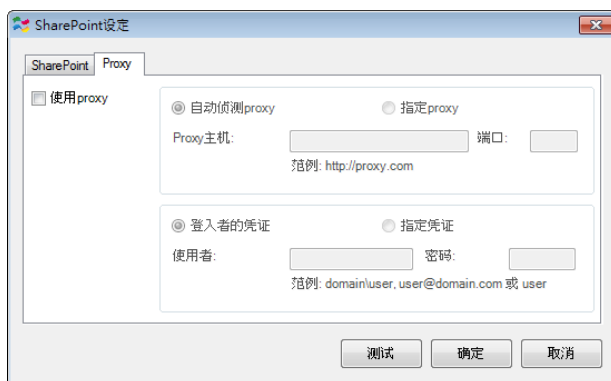 SharePoint设定
SharePoint Proxy
使用proxy
自动侦测proxy 指定proxy
Proxy主机: 端口:
范例: http://proxy.com
登入者的凭证 指定凭证
使用者: 密码:
范例: domain\user, user@domain.com 或 user
测试 确定 取消